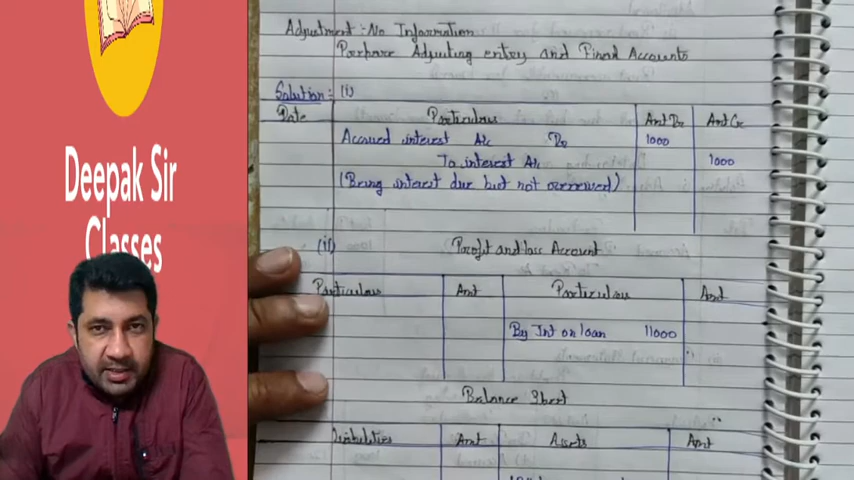 Deepak Sir
Classes
Adjustment :- No Information
Perpare Adjusting entry and Final Accounts
Solution :- (i)
Date Particulars Amt Dr Amt Cr
Accrued interest A/c Dr 1000
To interest A/c 1000
(Being interest due but not received)
(ii) Profit and loss Account
Particulars Amt Particulars Amt
By Int on loan 11000
Balance Sheet
Liabilities Amt Assets Amt